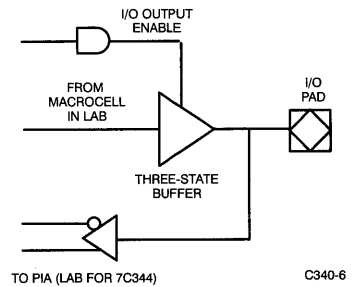 I/O OUTPUT
ENABLE
FROM
MACROCELL
IN LAB
I/O
PAD
THREE-STATE
BUFFER
TO PIA (LAB FOR 7C344)
C340-6